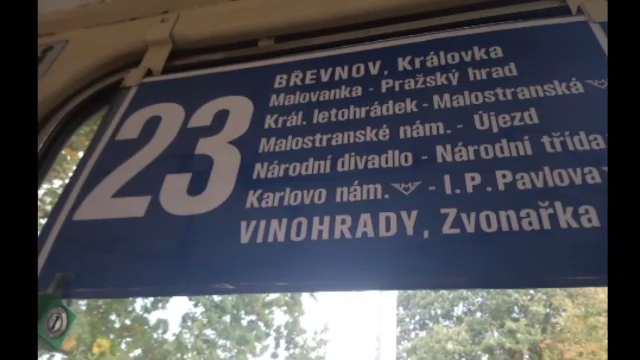 23
BŘEVNOV, Královka
Malovanka - Pražský hrad
Král. letohrádek - Malostranská
Malostranské nám. - Újezd
Národní divadlo - Národní třída
Karlovo nám. - I.P.Pavlova
VINOHRADY, Zvonařka